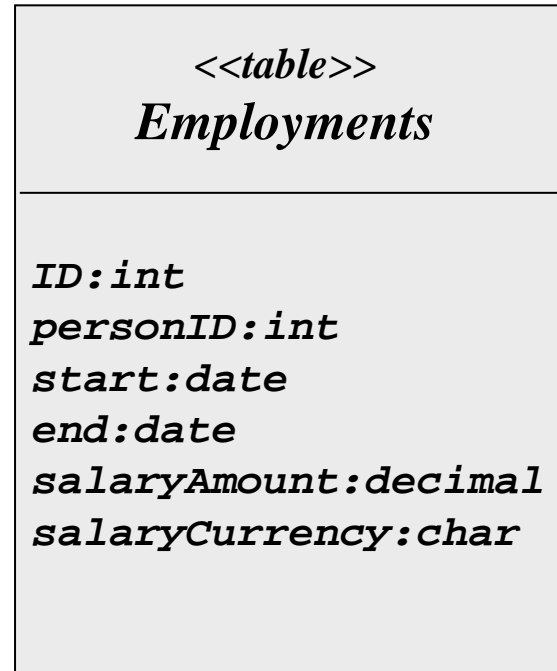 <<table>>
Employments
ID:int
personID:int
start:date
end:date
salaryAmount:decimal
salaryCurrency:char